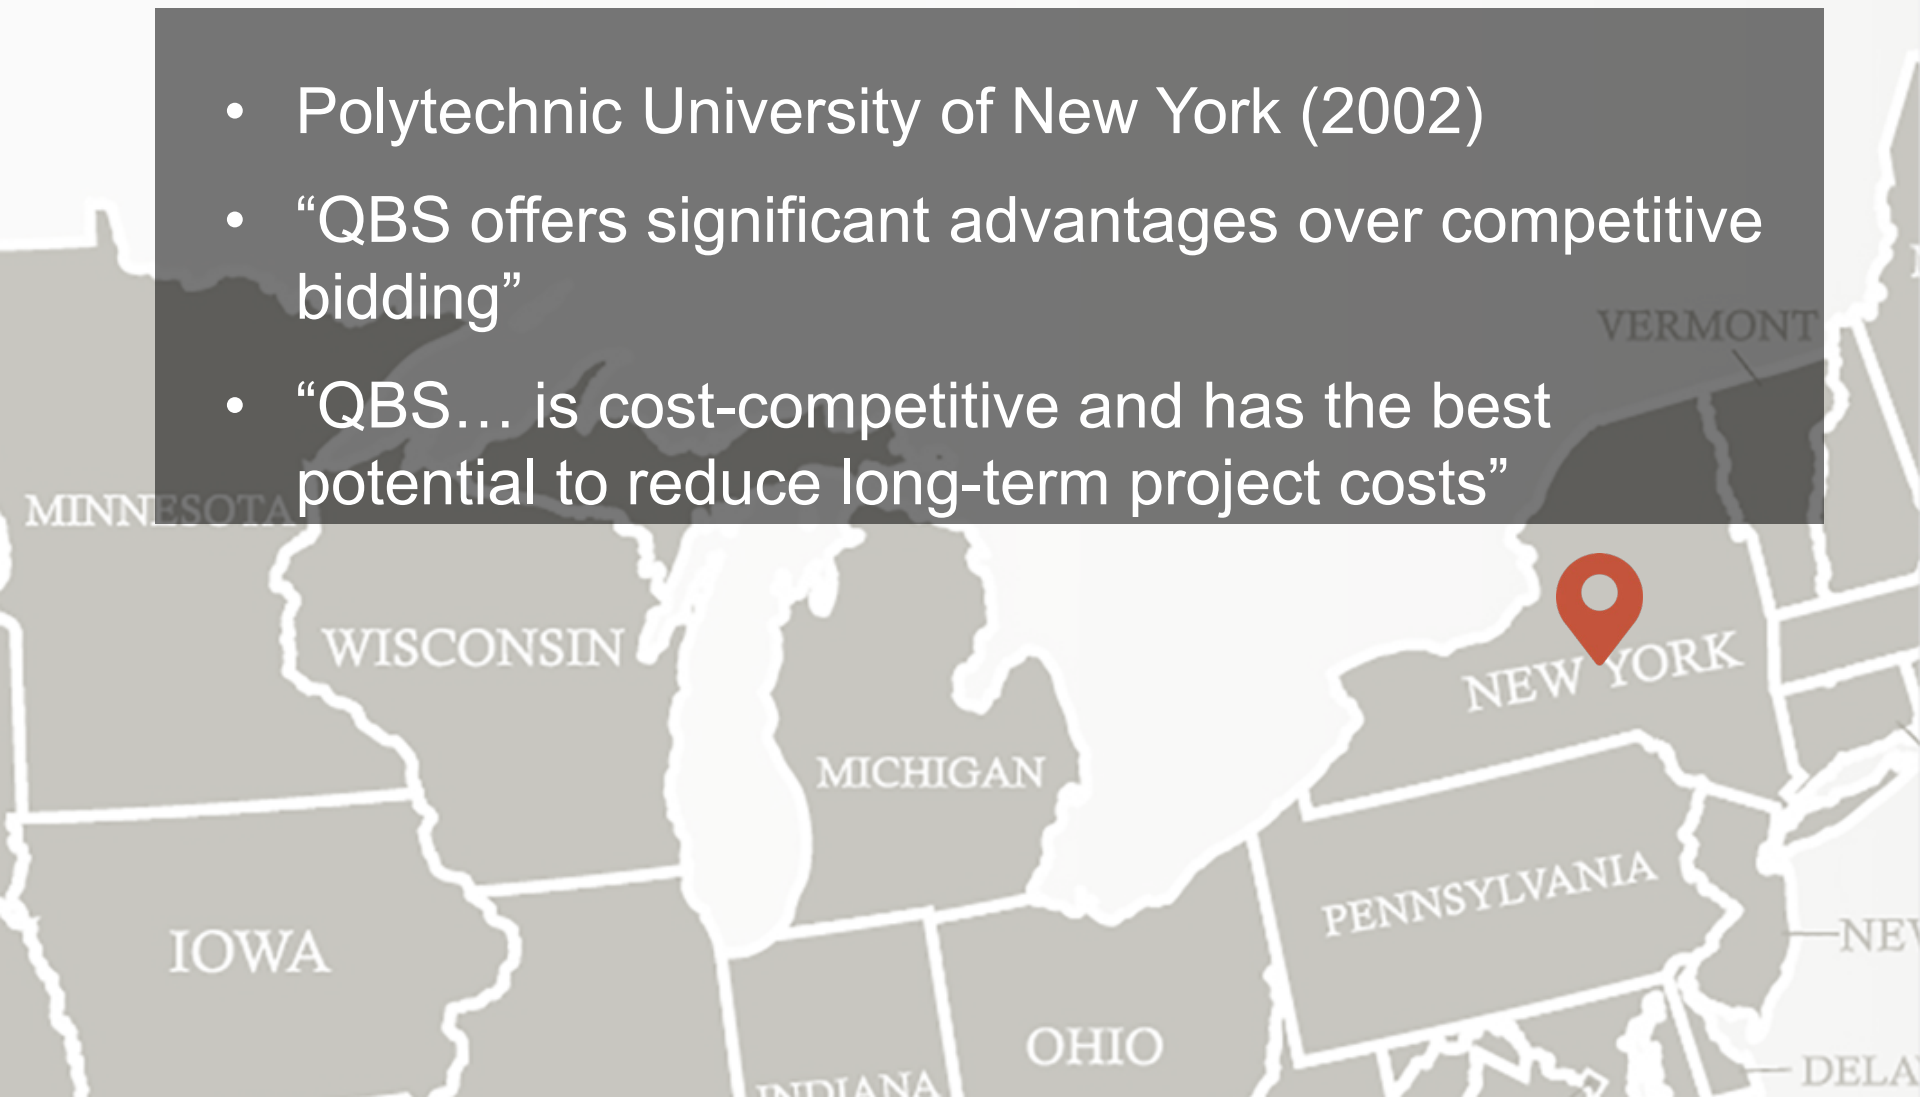 • Polytechnic University of New York (2002)
• “QBS offers significant advantages over competitive
bidding”
• “QBS… is cost-competitive and has the best
potential to reduce long-term project costs”
VERMONT
MINNESOTA
WISCONSIN
NEW YORK
MICHIGAN
PENNSYLVANIA
IOWA
OHIO
INDIANA